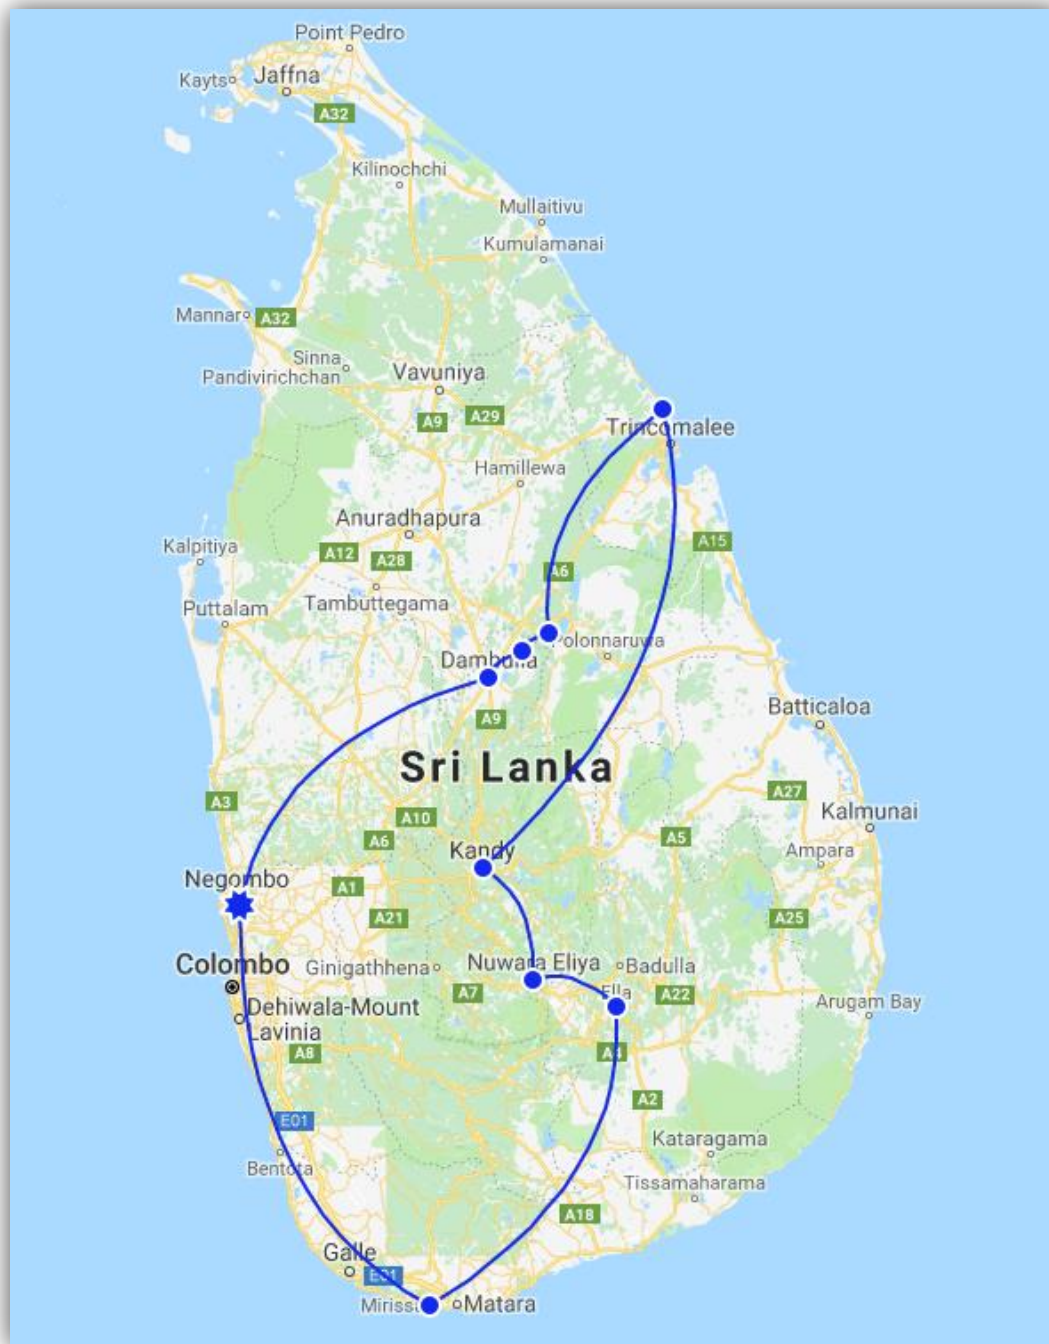 Point Pedro
Kayts
Jaffna
A32
Kilinochchi
Mullaitivu
Kumulamanai
Mannar
A32
Sinna
Pandivirichchan
Vavuniya
A9
A29
Trincomalee
Hamillewa
Anuradhapura
A15
Kalpitiya
A12
A28
A6
Tambuttegama
Puttalam
Polonnaruwa
Dambulla
Batticaloa
A9
Sri Lanka
A27
A3
Kalmunai
A10
A6
A5
Kandy
Ampara
Negombo
A1
A21
A25
Colombo
Ginigathhena
Nuwara Eliya
Badulla
A7
Ella
A22
Arugam Bay
Dehiwala-Mount
Lavinia
A8
A2
E01
Kataragama
Bentota
Tissamaharama
A18
Galle
E01
Matara